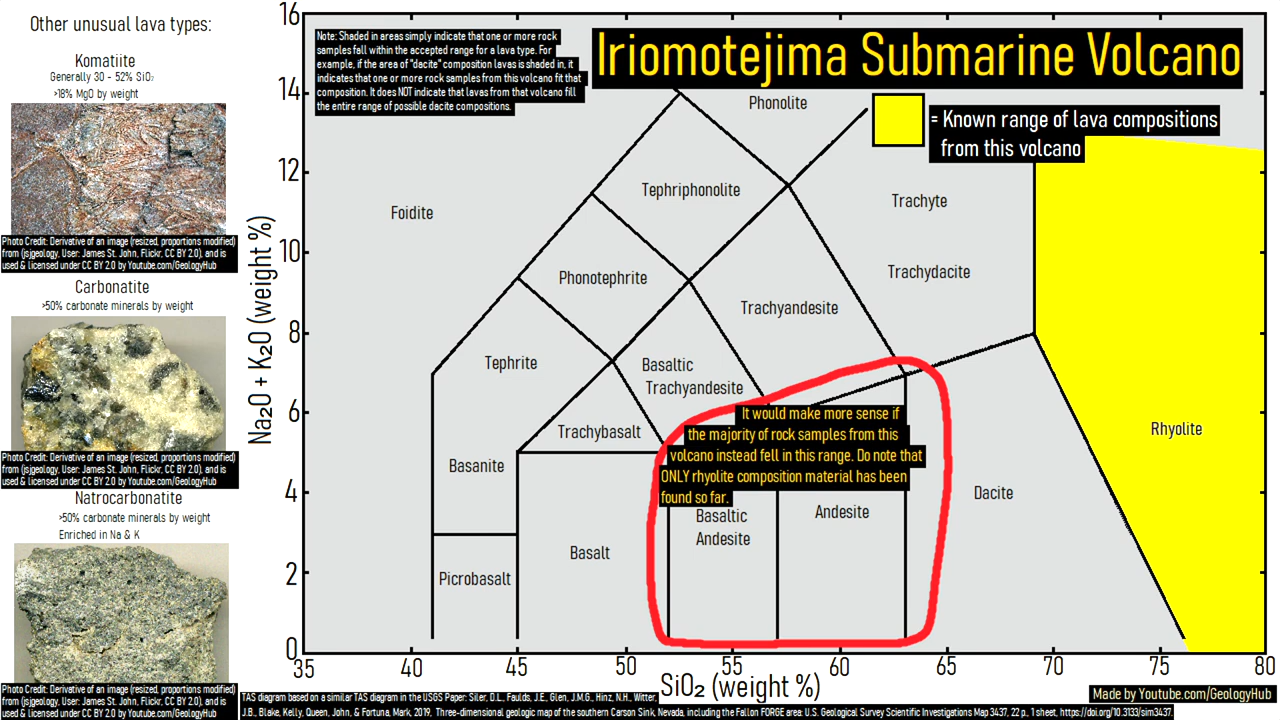 Other unusual lava types:
Komatiite
Generally 30 - 52% SiO₂
>18% MgO by weight
Photo Credit: Derivative of an image (resized, proportions modified)
from (jsjgeology, User: James St. John, Flickr, CC BY 2.0), and is
used & licensed under CC BY 2.0 by Youtube.com/GeologyHub
Carbonatite
>50% carbonate minerals by weight
Photo Credit: Derivative of an image (resized, proportions modified)
from (jsjgeology, User: James St. John, Flickr, CC BY 2.0), and is
used & licensed under CC BY 2.0 by Youtube.com/GeologyHub
Natrocarbonatite
>50% carbonate minerals by weight
Enriched in Na & K
Photo Credit: Derivative of an image (resized, proportions modified)
from (jsjgeology, User: James St. John, Flickr, CC BY 2.0), and is
used & licensed under CC BY 2.0 by Youtube.com/GeologyHub
Note: Shaded in areas simply indicate that one or more rock
samples fall within the accepted range for a lava type. For
example, if the area of "dacite" composition lavas is shaded in, it
indicates that one or more rock samples from this volcano fit that
composition. It does NOT indicate that lavas from that volcano fill
the entire range of possible dacite compositions.
Iriomotejima Submarine Volcano
= Known range of lava compositions
from this volcano
Na₂O + K₂O (weight %)
16
14
12
10
8
6
4
2
0
Phonolite
Tephriphonolite
Trachyte
Foidite
Trachydacite
Phonotephrite
Trachyandesite
Tephrite
Basaltic
Trachyandesite
It would make more sense if
the majority of rock samples from this
volcano instead fell in this range. Do note that
ONLY rhyolite composition material has been
found so far.
Trachybasalt
Rhyolite
Basanite
Dacite
Basaltic
Andesite
Andesite
Basalt
Picrobasalt
35
40
45
50
55
60
65
70
75
80
SiO₂ (weight %)
Made by Youtube.com/GeologyHub
TAS diagram based on a similar TAS diagram in the USGS Paper: Siler, D.L., Faulds, J.E., Glen, J.M.G., Hinz, N.H., Witter,
J.B., Blake, Kelly, Queen, John, & Fortuna, Mark, 2019, Three-dimensional geologic map of the southern Carson Sink, Nevada, including the Fallon FORGE area: U.S. Geological Survey Scientific Investigations Map 3437, 22 p., 1 sheet, https://doi.org/10.3133/sim3437.